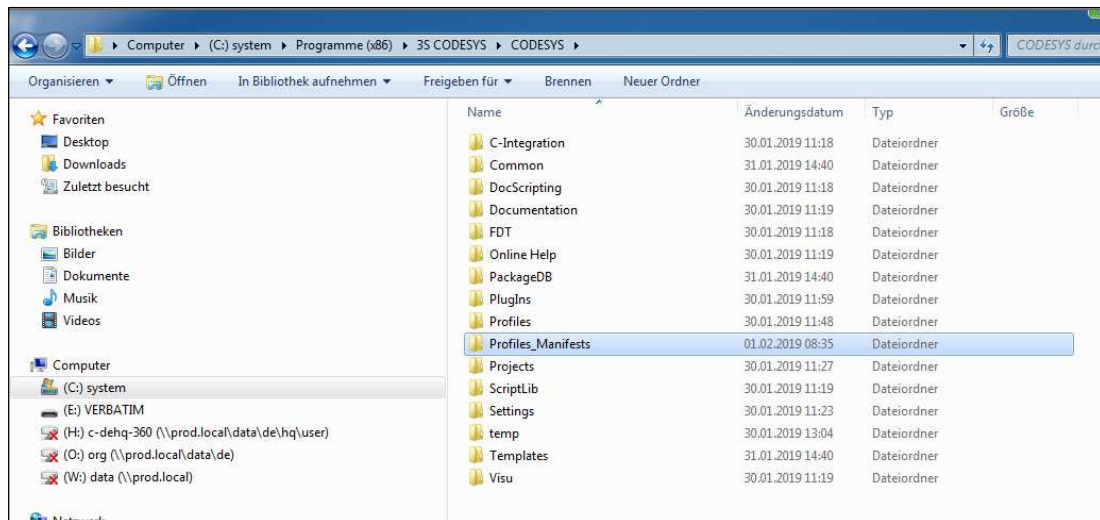 Computer ▸ (C:) system ▸ Programme (x86) ▸ 3S CODESYS ▸ CODESYS ▸ CODESYS
Organisieren Öffnen In Bibliothek aufnehmen Freigeben für Brennen Neuer Ordner
Name Änderungsdatum Typ Größe
Favoriten
Desktop
Downloads
Zuletzt besucht
Bibliotheken
Bilder
Dokumente
Musik
Videos
Computer
(C:) system
(E:) VERBATIM
(H:) c-dehq-360 (\\prod.local\data\de\hq\user)
(O:) org (\\prod.local\data\de)
(W:) data (\\prod.local)
C-Integration 30.01.2019 11:18 Dateiordner
Common 31.01.2019 14:40 Dateiordner
DocScripting 30.01.2019 11:18 Dateiordner
Documentation 30.01.2019 11:19 Dateiordner
FDT 30.01.2019 11:18 Dateiordner
Online Help 30.01.2019 11:19 Dateiordner
PackageDB 31.01.2019 14:40 Dateiordner
PlugIns 30.01.2019 11:59 Dateiordner
Profiles 30.01.2019 11:48 Dateiordner
Profiles_Manifests 01.02.2019 08:35 Dateiordner
Projects 30.01.2019 11:27 Dateiordner
ScriptLib 30.01.2019 11:19 Dateiordner
Settings 30.01.2019 11:23 Dateiordner
temp 30.01.2019 13:04 Dateiordner
Templates 31.01.2019 14:40 Dateiordner
Visu 30.01.2019 11:19 Dateiordner